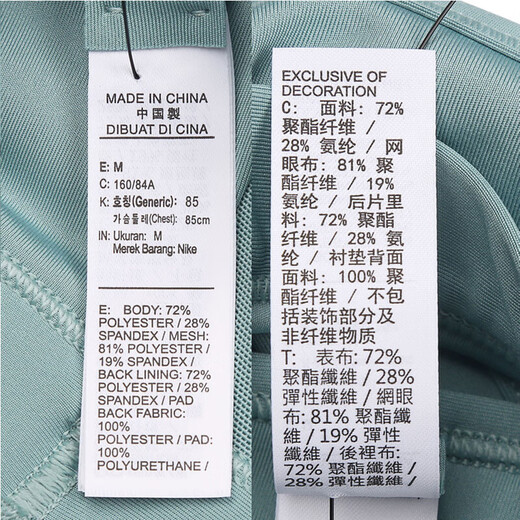 MADE IN CHINA
中国製
DIBUAT DI CINA
E: M
C: 160/84A
K: 호칭(Generic): 85
가슴둘레(Chest): 85cm
IN: Ukuran: M
Merek Barang: Nike
E: BODY: 72%
POLYESTER / 28%
SPANDEX / MESH:
81% POLYESTER /
19% SPANDEX /
BACK LINING: 72%
POLYESTER / 28%
SPANDEX / PAD
BACK FABRIC:
100%
POLYESTER / PAD:
100%
POLYURETHANE /
EXCLUSIVE OF
DECORATION
C: 面料: 72%
聚酯纤维 /
28% 氨纶 / 网
眼布: 81% 聚
酯纤维 / 19%
氨纶 / 后片里
料: 72% 聚酯
纤维 / 28% 氨
纶 / 衬垫背面
面料: 100% 聚
酯纤维 / 不包
括装饰部分及
非纤维物质
T: 表布: 72%
聚酯纖維 / 28%
彈性纖維 / 網眼
布: 81% 聚酯纖
維 / 19% 彈性
纖維 / 後裡布:
72% 聚酯纖維 /
28% 彈性纖維 /